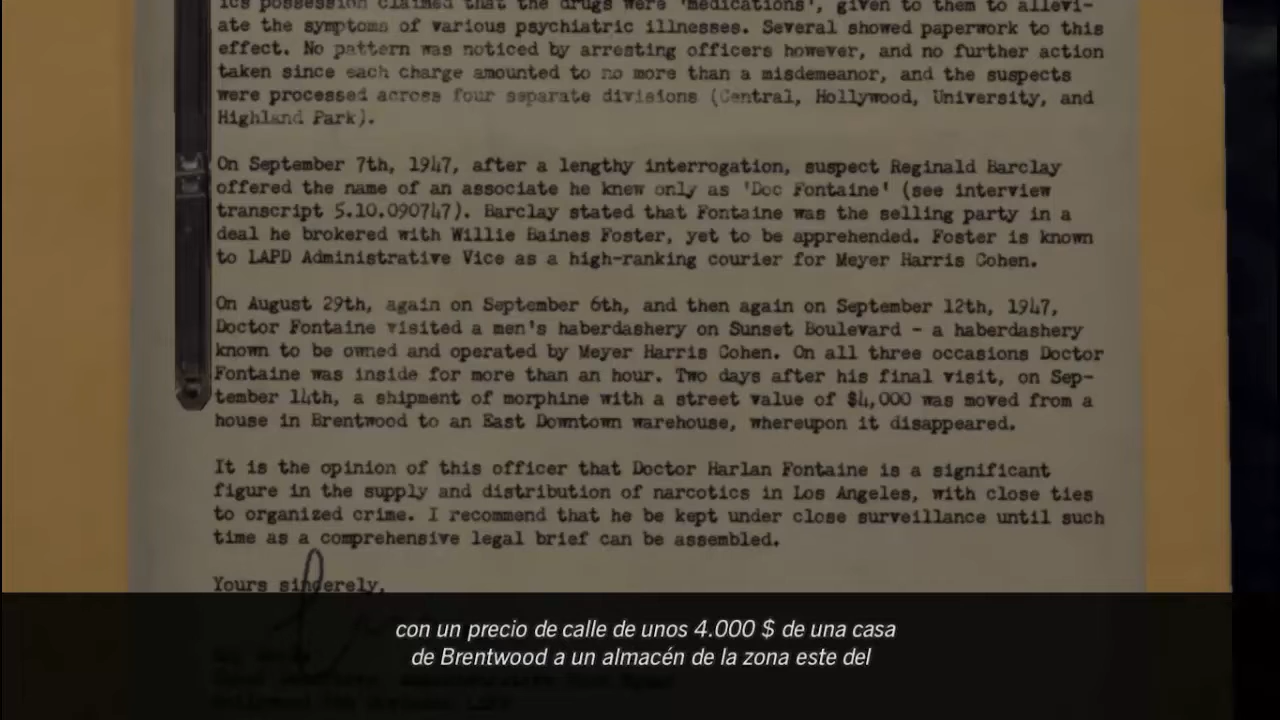 ics possession claimed that the drugs were 'medications', given to them to allevi-
ate the symptoms of various psychiatric illnesses. Several showed paperwork to this
effect. No pattern was noticed by arresting officers however, and no further action
taken since each charge amounted to no more than a misdemeanor, and the suspects
were processed across four separate divisions (Central, Hollywood, University, and
Highland Park).
On September 7th, 1947, after a lengthy interrogation, suspect Reginald Barclay
offered the name of an associate he knew only as 'Doc Fontaine' (see interview
transcript 5.10.090747). Barclay stated that Fontaine was the selling party in a
deal he brokered with Willie Baines Foster, yet to be apprehended. Foster is known
to LAPD Administrative Vice as a high-ranking courier for Meyer Harris Cohen.
On August 29th, again on September 6th, and then again on September 12th, 1947,
Doctor Fontaine visited a men's haberdashery on Sunset Boulevard - a haberdashery
known to be owned and operated by Meyer Harris Cohen. On all three occasions Doctor
Fontaine was inside for more than an hour. Two days after his final visit, on Sep-
tember 14th, a shipment of morphine with a street value of $4,000 was moved from a
house in Brentwood to an East Downtown warehouse, whereupon it disappeared.
It is the opinion of this officer that Doctor Harlan Fontaine is a significant
figure in the supply and distribution of narcotics in Los Angeles, with close ties
to organized crime. I recommend that he be kept under close surveillance until such
time as a comprehensive legal brief can be assembled.
Yours sincerely,
con un precio de calle de unos 4.000 $ de una casa
de Brentwood a un almacén de la zona este del